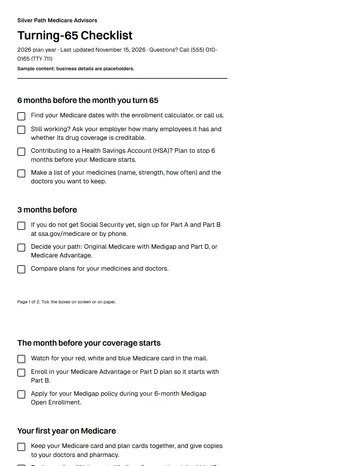 Silver Path Medicare Advisors
Turning-65 Checklist
2026 plan year · Last updated November 15, 2026 · Questions? Call (555) 010-
0165 (TTY 711)
Sample content: business details are placeholders.
6 months before the month you turn 65
Find your Medicare dates with the enrollment calculator, or call us.
Still working? Ask your employer how many employees it has and
whether its drug coverage is creditable.
Contributing to a Health Savings Account (HSA)? Plan to stop 6
months before your Medicare starts.
Make a list of your medicines (name, strength, how often) and the
doctors you want to keep.
3 months before
If you do not get Social Security yet, sign up for Part A and Part B
at ssa.gov/medicare or by phone.
Decide your path: Original Medicare with Medigap and Part D, or
Medicare Advantage.
Compare plans for your medicines and doctors.
Page 1 of 2. Tick the boxes on screen or on paper.
The month before your coverage starts
Watch for your red, white and blue Medicare card in the mail.
Enroll in your Medicare Advantage or Part D plan so it starts with
Part B.
Apply for your Medigap policy during your 6-month Medigap
Open Enrollment.
Your first year on Medicare
Keep your Medicare card and plan cards together, and give copies
to your doctors and pharmacy.